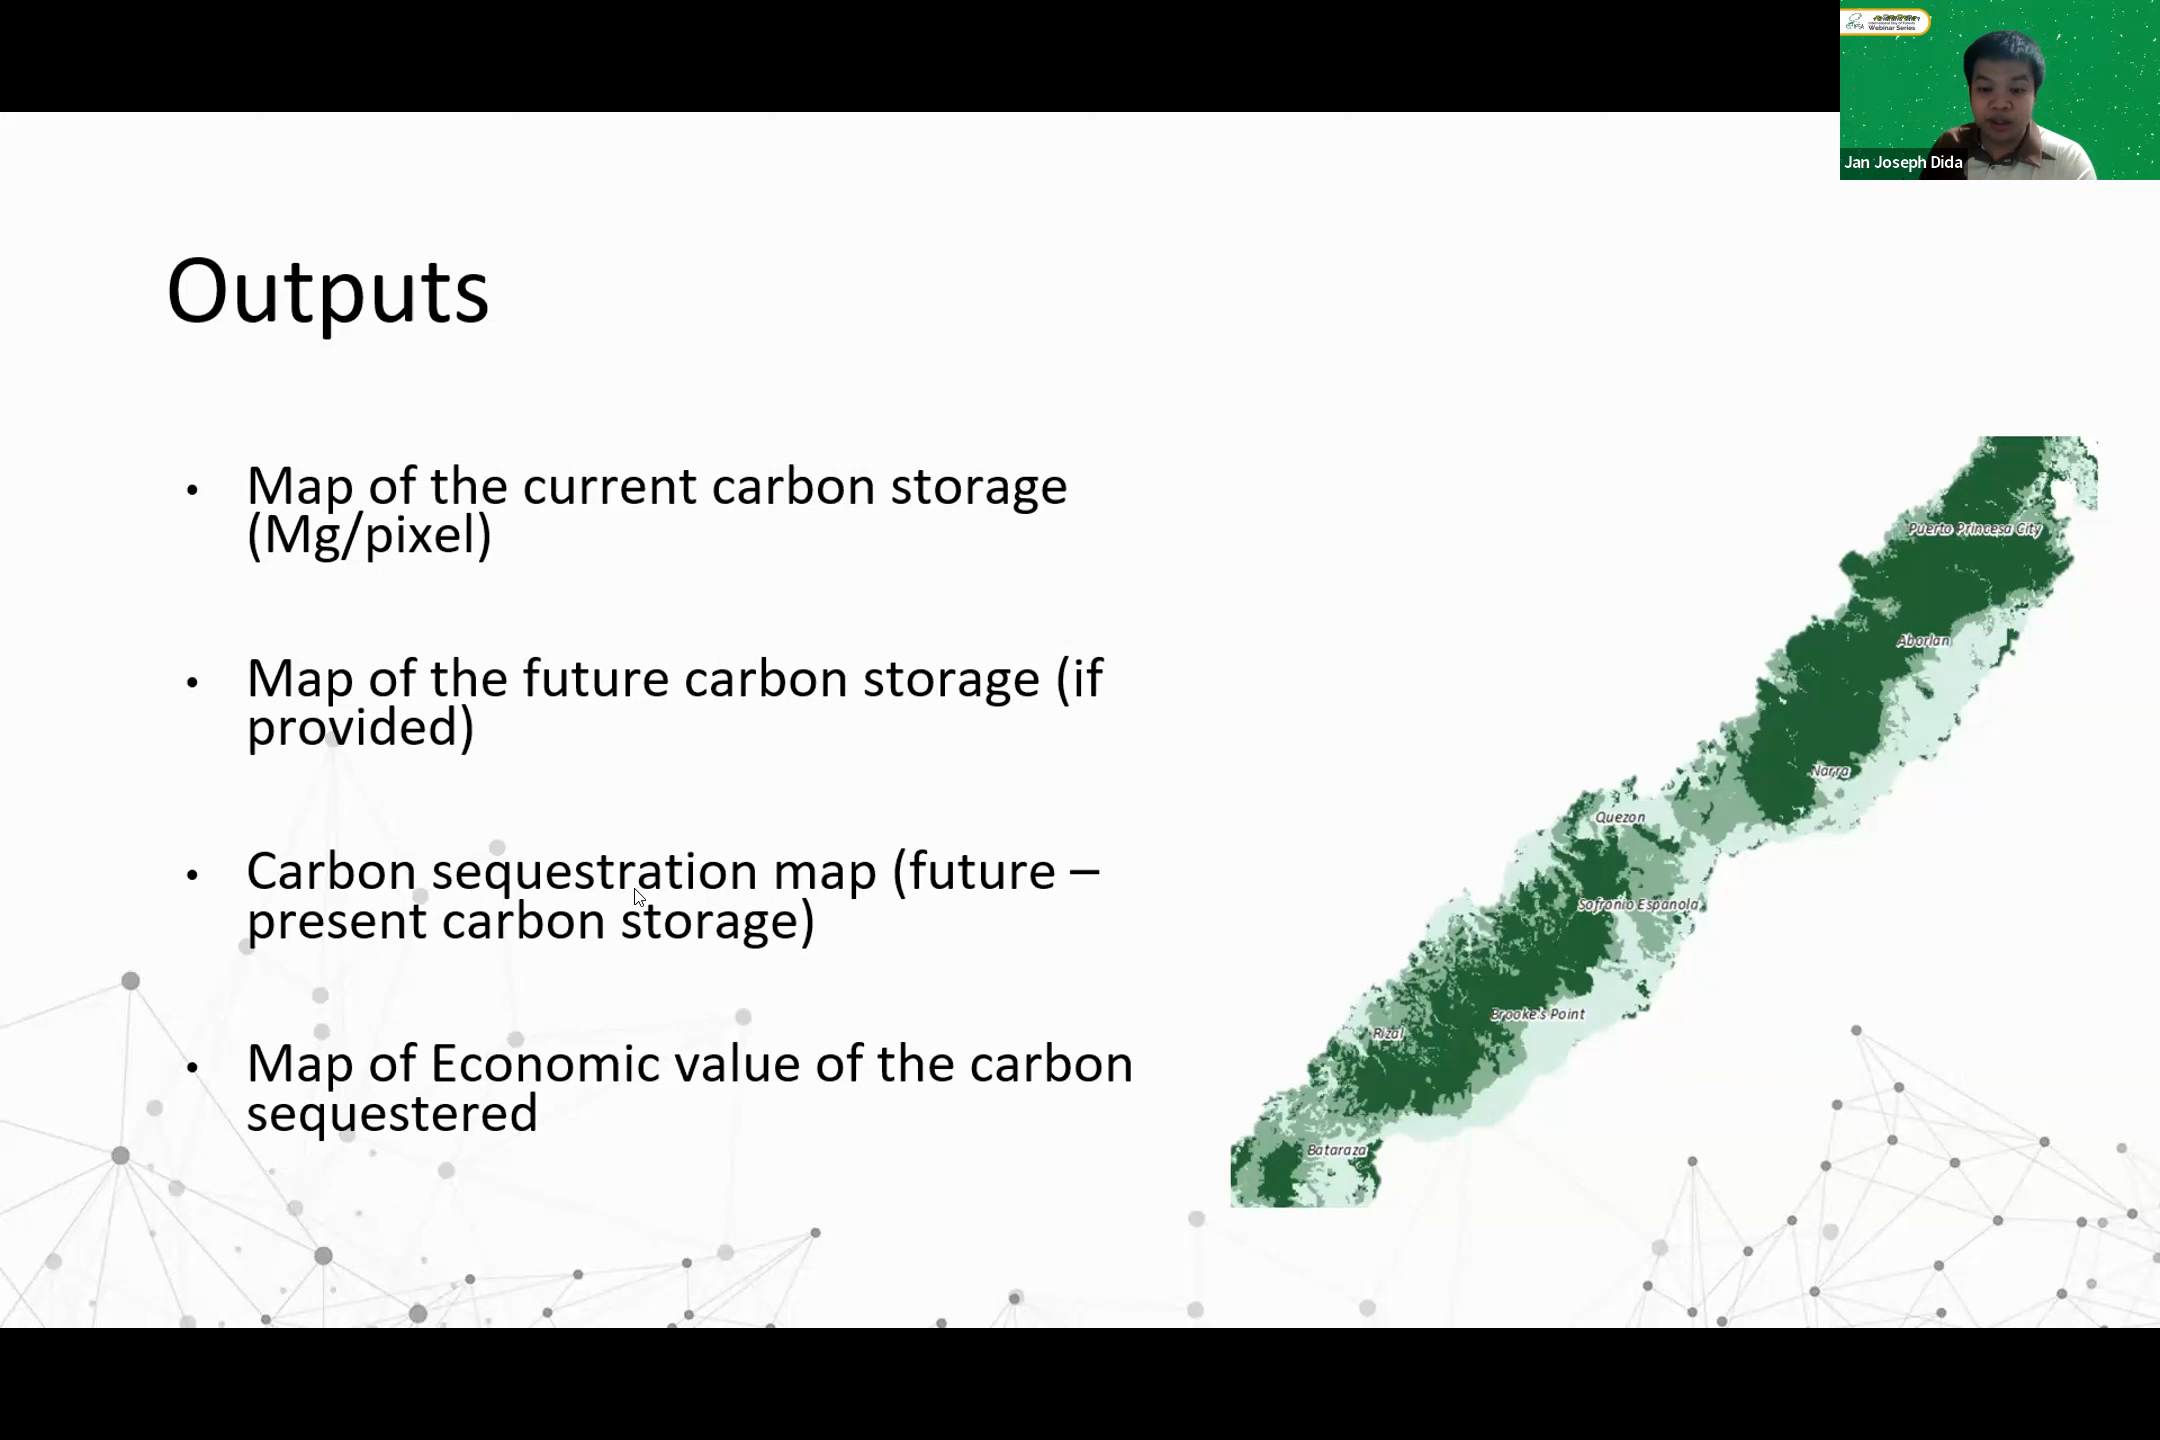 Webinar Series
Jan Joseph Dida
Outputs
• Map of the current carbon storage
(Mg/pixel)
• Map of the future carbon storage (if
provided)
• Carbon sequestration map (future –
present carbon storage)
• Map of Economic value of the carbon
sequestered
Puerto Princesa City
Aborlan
Narra
Quezon
Sofronio Espanola
Brooke's Point
Rizal
Bataraza